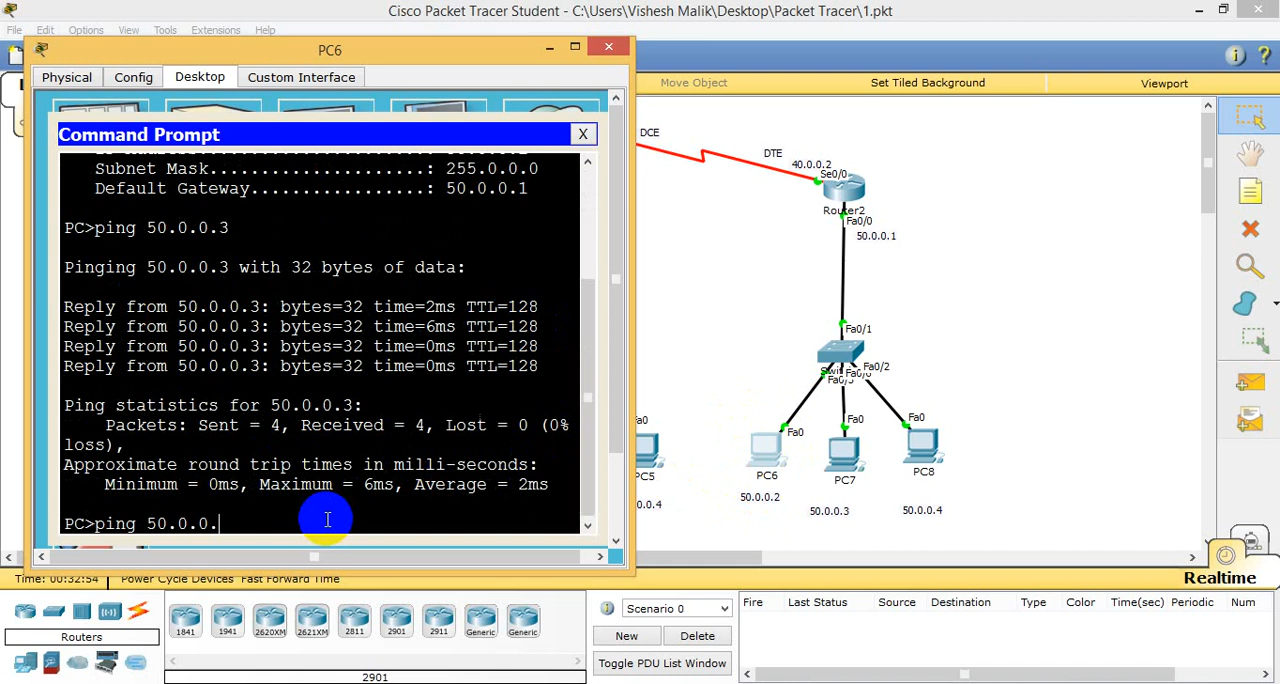 Cisco Packet Tracer Student - C:\Users\Vishesh Malik\Desktop\Packet Tracer\1.pkt
File Edit Options View Tools Extensions Help
PC6
Physical Config Desktop Custom Interface
Move Object Set Tiled Background Viewport
Command Prompt X
Subnet Mask.....................: 255.0.0.0
Default Gateway.................: 50.0.0.1
PC>ping 50.0.0.3
Pinging 50.0.0.3 with 32 bytes of data:
Reply from 50.0.0.3: bytes=32 time=2ms TTL=128
Reply from 50.0.0.3: bytes=32 time=6ms TTL=128
Reply from 50.0.0.3: bytes=32 time=0ms TTL=128
Reply from 50.0.0.3: bytes=32 time=0ms TTL=128
Ping statistics for 50.0.0.3:
Packets: Sent = 4, Received = 4, Lost = 0 (0%
loss),
Approximate round trip times in milli-seconds:
Minimum = 0ms, Maximum = 6ms, Average = 2ms
PC>ping 50.0.0.
DCE
DTE
40.0.0.2
Se0/0
Router2
Fa0/0
50.0.0.1
Fa0/1
Fa0/2
Fa0 Fa0 Fa0 Fa0
PC5 PC6 PC7 PC8
0.4 50.0.0.2 50.0.0.3 50.0.0.4
Realtime
Time: 00:32:54 Power Cycle Devices Fast Forward Time
Routers
1841 1941 2620XM 2621XM 2811 2901 2911 Generic Generic
2901
Scenario 0
New Delete
Toggle PDU List Window
Fire Last Status Source Destination Type Color Time(sec) Periodic Num